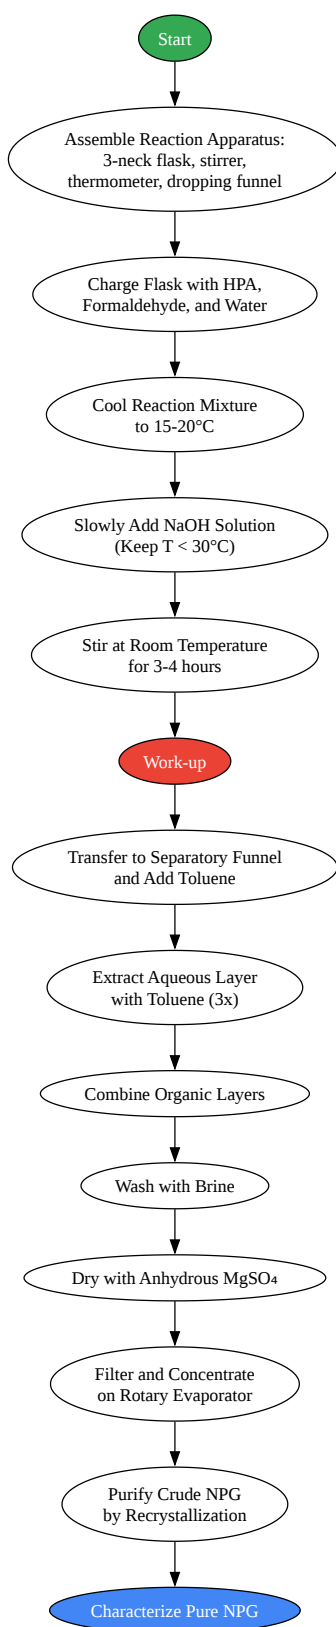 Start
Assemble Reaction Apparatus:
3-neck flask, stirrer,
thermometer, dropping funnel
Charge Flask with HPA,
Formaldehyde, and Water
Cool Reaction Mixture
to 15-20°C
Slowly Add NaOH Solution
(Keep T < 30°C)
Stir at Room Temperature
for 3-4 hours
Work-up
Transfer to Separatory Funnel
and Add Toluene
Extract Aqueous Layer
with Toluene (3x)
Combine Organic Layers
Wash with Brine
Dry with Anhydrous MgSO₄
Filter and Concentrate
on Rotary Evaporator
Purify Crude NPG
by Recrystallization
Characterize Pure NPG